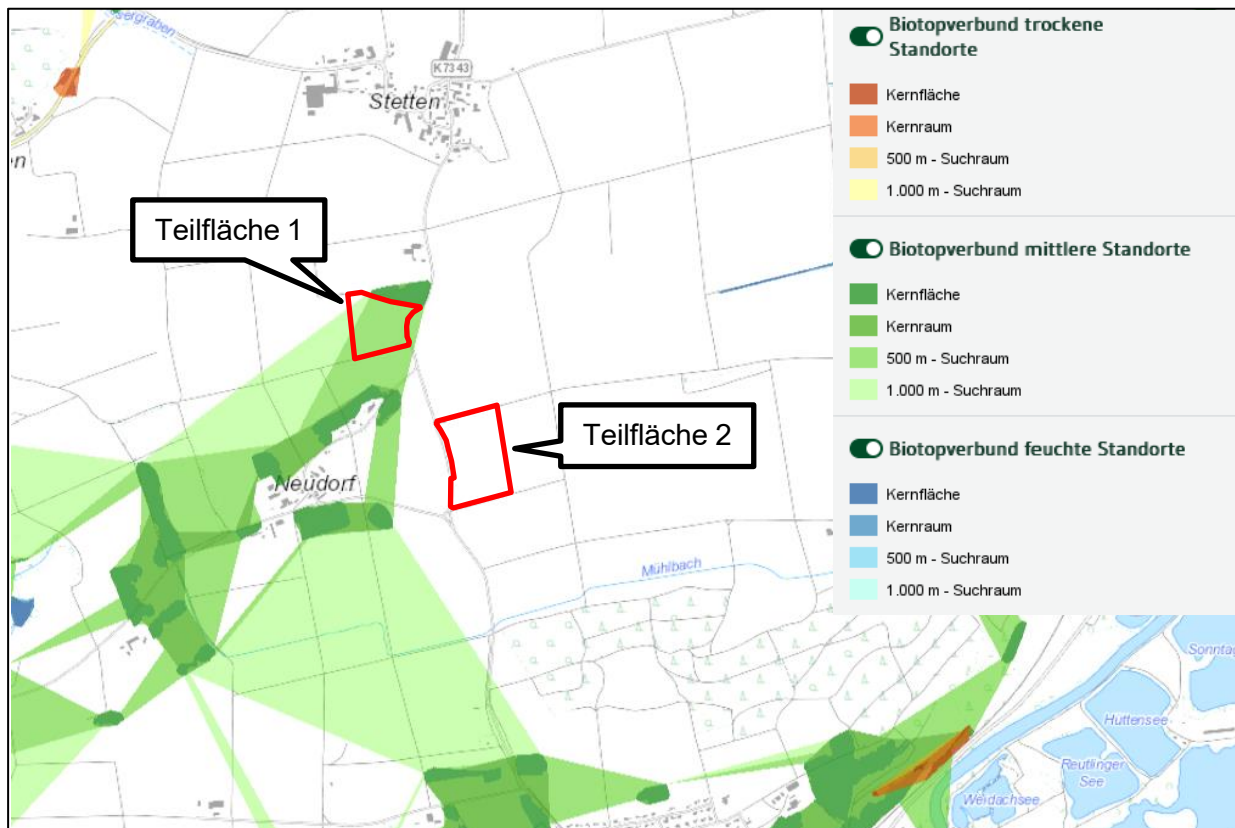 K7343
Stetten
Teilfläche 1
Teilfläche 2
Neudorf
Mühlbach
Sonntag
Huttensee
Reutlinger
See
Weidachsee
Biotopverbund trockene
Standorte
Kernfläche
Kernraum
500 m - Suchraum
1.000 m - Suchraum
Biotopverbund mittlere Standorte
Kernfläche
Kernraum
500 m - Suchraum
1.000 m - Suchraum
Biotopverbund feuchte Standorte
Kernfläche
Kernraum
500 m - Suchraum
1.000 m - Suchraum